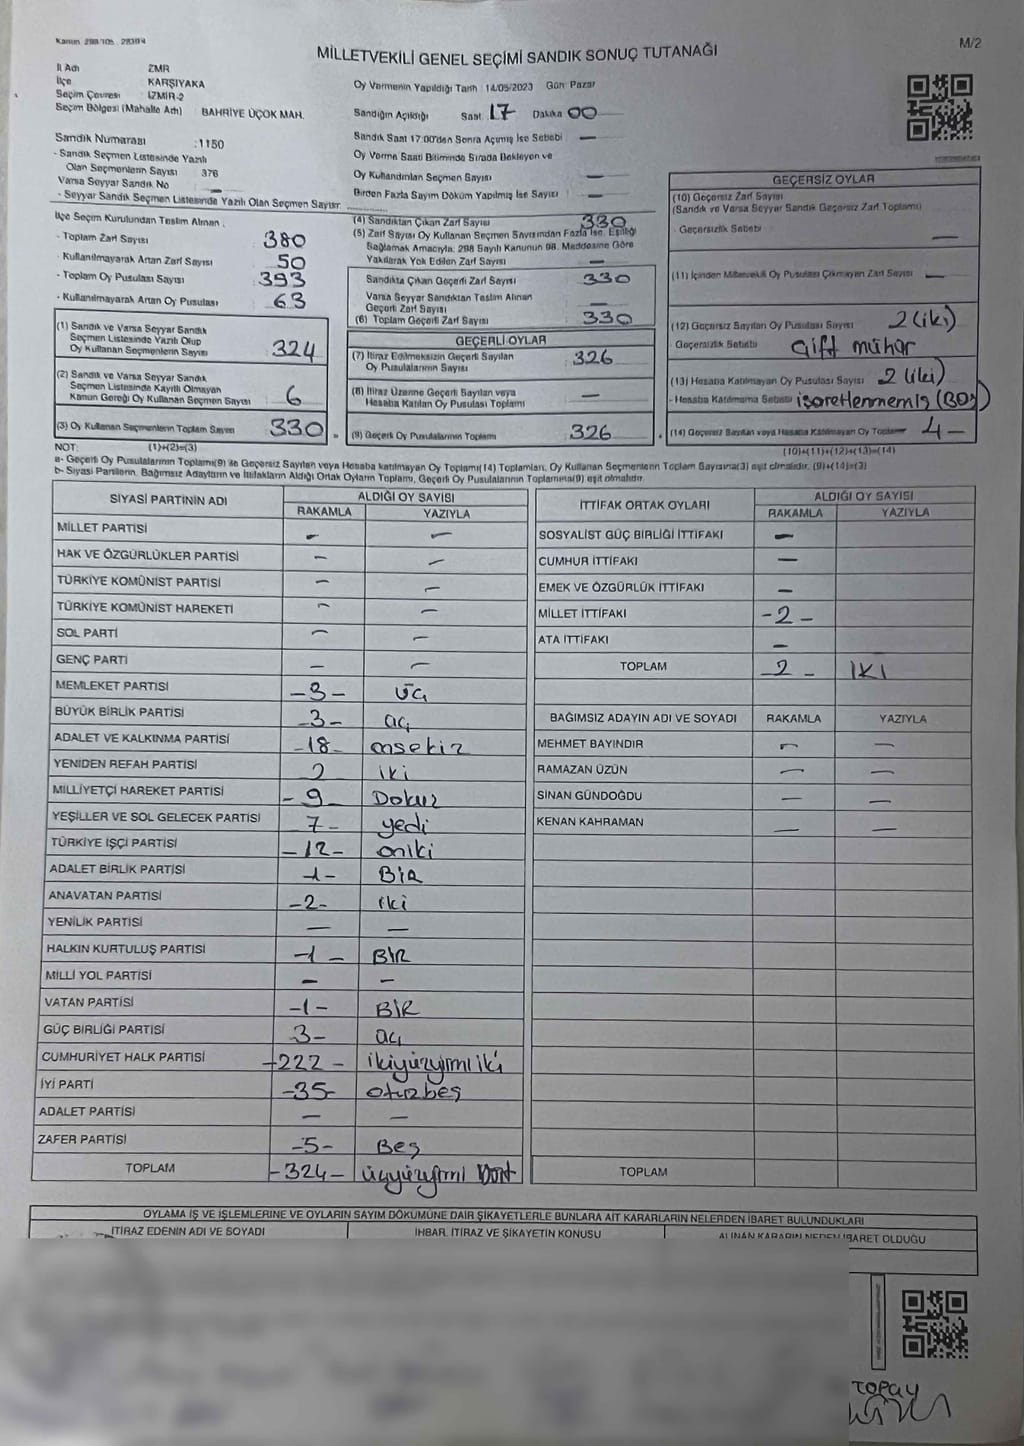 Kanun 298/105 28394
M/2
MİLLETVEKİLİ GENEL SEÇİMİ SANDIK SONUÇ TUTANAĞI
İl Adı İZMİR
İlçe KARŞIYAKA
Seçim Çevresi İZMİR-2
Seçim Bölgesi (Mahalle Adı) BAHRİYE ÜÇOK MAH.
Sandık Numarası :1150
- Sandık Seçmen Listesinde Yazılı
Olan Seçmenlerin Sayısı 376
Varsa Seyyar Sandık No —
- Seyyar Sandık Seçmen Listesinde Yazılı Olan Seçmen Sayısı:
Oy Vermenin Yapıldığı Tarih : 14/05/2023 Gün: Pazar
Sandığın Açıldığı Saat 17 Dakika 00
Sandık Saat 17:00'den Sonra Açımış İse Sebebi —
Oy Verme Saati Bitiminde Sırada Bekleyen ve
Oy Kullandırılan Seçmen Sayısı —
Birden Fazla Sayım Döküm Yapılmış İse Sayısı —
İlçe Seçim Kurulundan Teslim Alınan :
- Toplam Zarf Sayısı 380
- Kullanılmayarak Artan Zarf Sayısı 50
- Toplam Oy Pusulası Sayısı 393
- Kullanılmayarak Artan Oy Pusulası 63
(1) Sandık ve Varsa Seyyar Sandık
Seçmen Listesinde Yazılı Olup
Oy Kullanan Seçmenlerin Sayısı 324
(2) Sandık ve Varsa Seyyar Sandık
Seçmen Listesinde Kayıtlı Olmayan
Kanun Gereği Oy Kullanan Seçmen Sayısı 6
(3) Oy Kullanan Seçmenlerin Toplam Sayısı 330
(4) Sandıktan Çıkan Zarf Sayısı 330
(5) Zarf Sayısı Oy Kullanan Seçmen Sayısından Fazla İse, Eşitliği
Sağlamak Amacıyla; 298 Sayılı Kanunun 98. Maddesine Göre
Yakılarak Yok Edilen Zarf Sayısı —
Sandıkta Çıkan Geçerli Zarf Sayısı 330
Varsa Seyyar Sandıktan Teslim Alınan
Geçerli Zarf Sayısı —
(6) Toplam Geçerli Zarf Sayısı 330
GEÇERLİ OYLAR
(7) İtiraz Edilmeksizin Geçerli Sayılan
Oy Pusulalarının Sayısı 326
(8) İtiraz Üzerine Geçerli Sayılan veya
Hesaba Katılan Oy Pusulası Toplamı —
(9) Geçerli Oy Pusulalarının Toplamı 326
GEÇERSİZ OYLAR
(10) Geçersiz Zarf Sayısı
(Sandık ve Varsa Seyyar Sandık Geçersiz Zarf Toplamı)
- Geçersizlik Sebebi —
(11) İçinden Milletvekili Oy Pusulası Çıkmayan Zarf Sayısı —
(12) Geçersiz Sayılan Oy Pusulası Sayısı 2 (iki)
Geçersizlik Sebebi Çift mühür
(13) Hesaba Katılmayan Oy Pusulası Sayısı 2 (iki)
- Hesaba Katılmama Sebebi işaretlenmemiş (BOŞ)
(14) Geçersiz Sayılan veya Hesaba Katılmayan Oy Toplamı 4 —
NOT: (1)+(2)=(3) (10)+(11)+(12)+(13)=(14)
a- Geçerli Oy Pusulalarının Toplamı(9) ile Geçersiz Sayılan veya Hesaba katılmayan Oy Toplamı(14) Toplamları, Oy Kullanan Seçmenlerin Toplam Sayısına(3) eşit olmalıdır. (9)+(14)=(3)
b- Siyasi Partilerin, Bağımsız Adayların ve İttifakların Aldığı Ortak Oyların Toplamı, Geçerli Oy Pusulalarının Toplamına(9) eşit olmalıdır.
SİYASİ PARTİNİN ADI ALDIĞI OY SAYISI
RAKAMLA YAZIYLA
MİLLET PARTİSİ — —
HAK VE ÖZGÜRLÜKLER PARTİSİ — —
TÜRKİYE KOMÜNİST PARTİSİ — —
TÜRKİYE KOMÜNİST HAREKETİ — —
SOL PARTİ — —
GENÇ PARTİ — —
MEMLEKET PARTİSİ -3- ÜÇ
BÜYÜK BİRLİK PARTİSİ -3- üç
ADALET VE KALKINMA PARTİSİ -18- onsekiz
YENİDEN REFAH PARTİSİ 2 iki
MİLLİYETÇİ HAREKET PARTİSİ -9- Dokuz
YEŞİLLER VE SOL GELECEK PARTİSİ 7- yedi
TÜRKİYE İŞÇİ PARTİSİ -12- oniki
ADALET BİRLİK PARTİSİ -1- BİR
ANAVATAN PARTİSİ -2- iki
YENİLİK PARTİSİ — —
HALKIN KURTULUŞ PARTİSİ -1- BİR
MİLLİ YOL PARTİSİ — —
VATAN PARTİSİ -1- BİR
GÜÇ BİRLİĞİ PARTİSİ 3- üç
CUMHURİYET HALK PARTİSİ -222- ikiyüzyirmiiki
İYİ PARTİ -35- otuzbeş
ADALET PARTİSİ — —
ZAFER PARTİSİ -5- Beş
TOPLAM -324- üçyüzyirmi Dört
İTTİFAK ORTAK OYLARI ALDIĞI OY SAYISI
RAKAMLA YAZIYLA
SOSYALİST GÜÇ BİRLİĞİ İTTİFAKI —
CUMHUR İTTİFAKI —
EMEK VE ÖZGÜRLÜK İTTİFAKI —
MİLLET İTTİFAKI -2-
ATA İTTİFAKI —
TOPLAM -2- İKİ
BAĞIMSIZ ADAYIN ADI VE SOYADI RAKAMLA YAZIYLA
MEHMET BAYINDIR — —
RAMAZAN ÜZÜN — —
SİNAN GÜNDOĞDU — —
KENAN KAHRAMAN — —
TOPLAM
OYLAMA İŞ VE İŞLEMLERİNE VE OYLARIN SAYIM DÖKÜMÜNE DAİR ŞİKAYETLERLE BUNLARA AİT KARARLARIN NELERDEN İBARET BULUNDUKLARI
İTİRAZ EDENİN ADI VE SOYADI İHBAR, İTİRAZ VE ŞİKAYETİN KONUSU ALINAN KARARIN NEDEN İBARET OLDUĞU
TOPAY